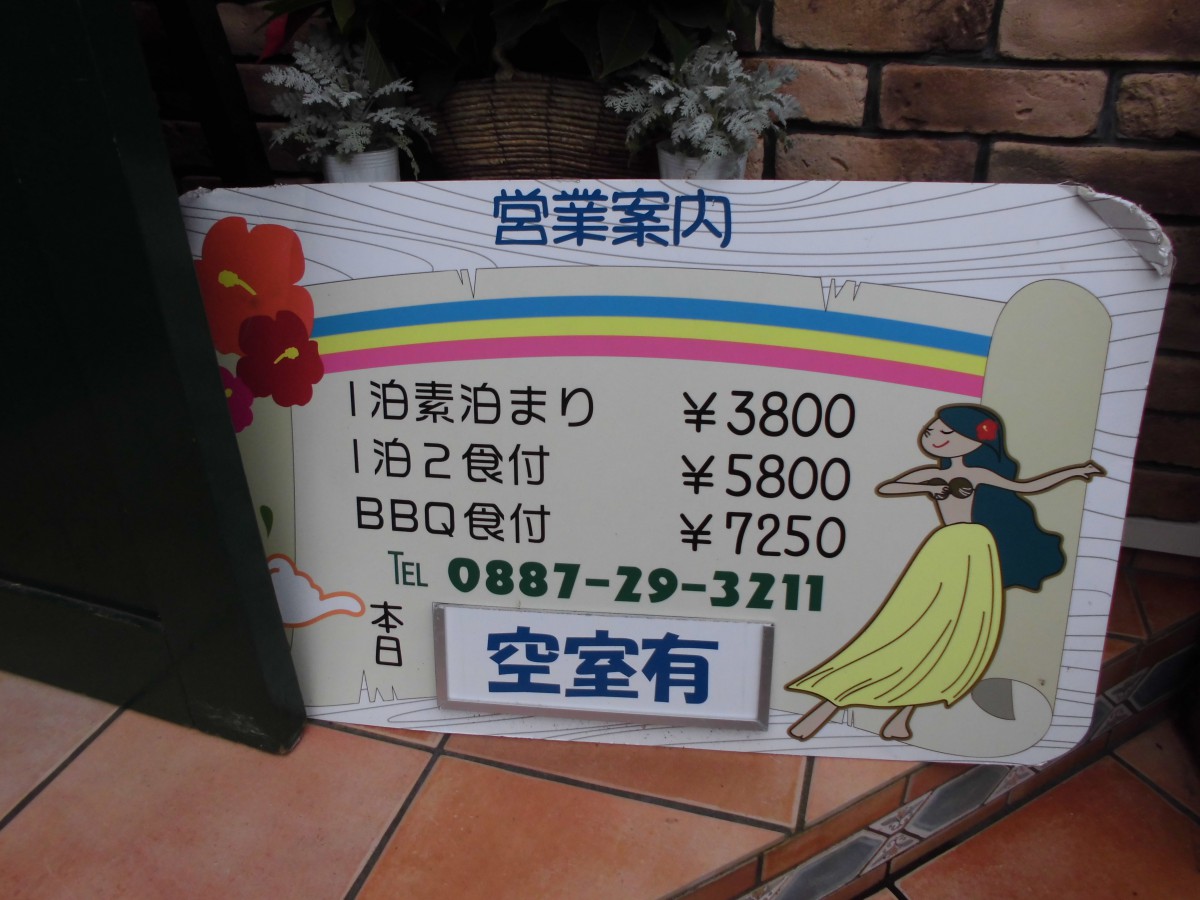 営業案内
1泊素泊まり ¥3800
1泊2食付 ¥5800
BBQ食付 ¥7250
TEL 0887-29-3211
本日 空室有